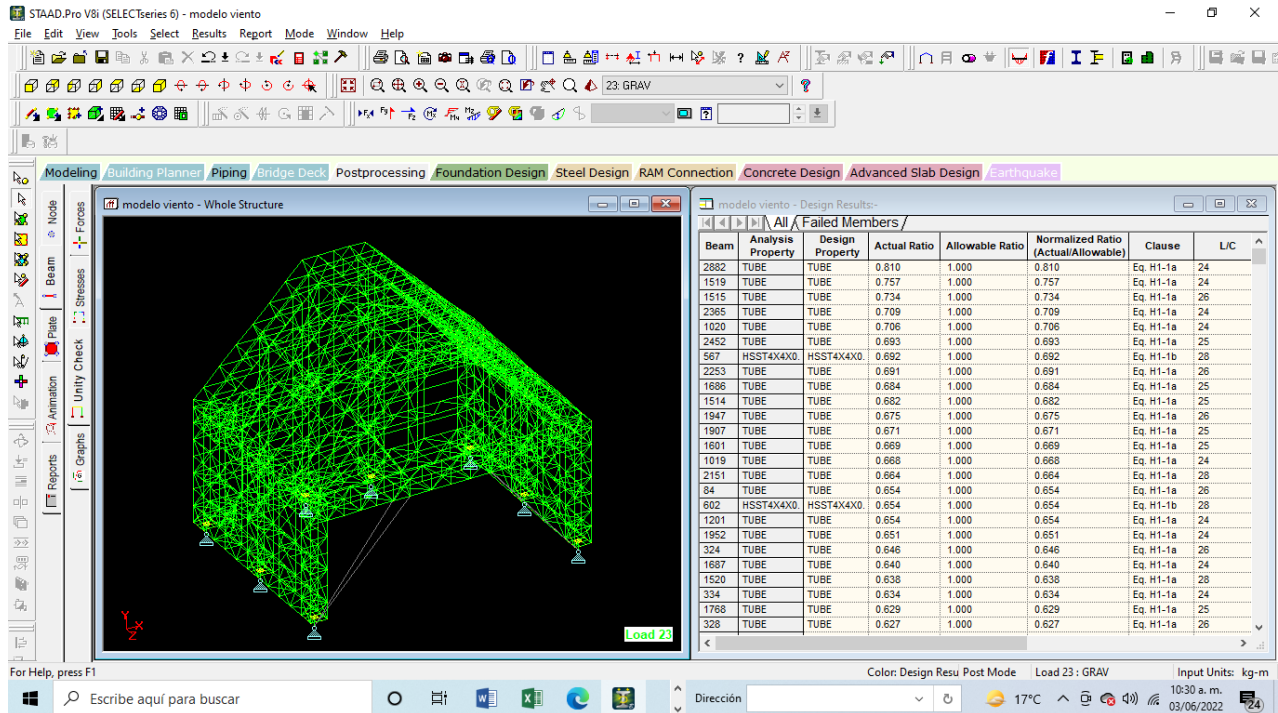 STAAD.Pro V8i (SELECTseries 6) - modelo viento
File Edit View Tools Select Results Report Mode Window Help
23: GRAV
Modeling Building Planner Piping Bridge Deck Postprocessing Foundation Design Steel Design RAM Connection Concrete Design Advanced Slab Design Earthquake
Node
Beam
Plate
Animation
Reports
Forces
Stresses
Unity Check
Graphs
modelo viento - Whole Structure
Y
X
Z
Load 23
modelo viento - Design Results:-
All Failed Members
Beam Analysis Property Design Property Actual Ratio Allowable Ratio Normalized Ratio (Actual/Allowable) Clause L/C
2882 TUBE TUBE 0.810 1.000 0.810 Eq. H1-1a 24
1519 TUBE TUBE 0.757 1.000 0.757 Eq. H1-1a 24
1515 TUBE TUBE 0.734 1.000 0.734 Eq. H1-1a 26
2365 TUBE TUBE 0.709 1.000 0.709 Eq. H1-1a 24
1020 TUBE TUBE 0.706 1.000 0.706 Eq. H1-1a 24
2452 TUBE TUBE 0.693 1.000 0.693 Eq. H1-1a 25
567 HSST4X4X0. HSST4X4X0. 0.692 1.000 0.692 Eq. H1-1b 28
2253 TUBE TUBE 0.691 1.000 0.691 Eq. H1-1a 26
1686 TUBE TUBE 0.684 1.000 0.684 Eq. H1-1a 25
1514 TUBE TUBE 0.682 1.000 0.682 Eq. H1-1a 25
1947 TUBE TUBE 0.675 1.000 0.675 Eq. H1-1a 26
1907 TUBE TUBE 0.671 1.000 0.671 Eq. H1-1a 25
1601 TUBE TUBE 0.669 1.000 0.669 Eq. H1-1a 25
1019 TUBE TUBE 0.668 1.000 0.668 Eq. H1-1a 24
2151 TUBE TUBE 0.664 1.000 0.664 Eq. H1-1a 28
84 TUBE TUBE 0.654 1.000 0.654 Eq. H1-1a 26
602 HSST4X4X0. HSST4X4X0. 0.654 1.000 0.654 Eq. H1-1b 28
1201 TUBE TUBE 0.654 1.000 0.654 Eq. H1-1a 24
1952 TUBE TUBE 0.651 1.000 0.651 Eq. H1-1a 24
324 TUBE TUBE 0.646 1.000 0.646 Eq. H1-1a 26
1687 TUBE TUBE 0.640 1.000 0.640 Eq. H1-1a 24
1520 TUBE TUBE 0.638 1.000 0.638 Eq. H1-1a 28
334 TUBE TUBE 0.634 1.000 0.634 Eq. H1-1a 24
1768 TUBE TUBE 0.629 1.000 0.629 Eq. H1-1a 25
328 TUBE TUBE 0.627 1.000 0.627 Eq. H1-1a 26
For Help, press F1
Color: Design Resu Post Mode Load 23 : GRAV Input Units: kg-m
Escribe aquí para buscar
Dirección
17°C
10:30 a. m.
03/06/2022
24